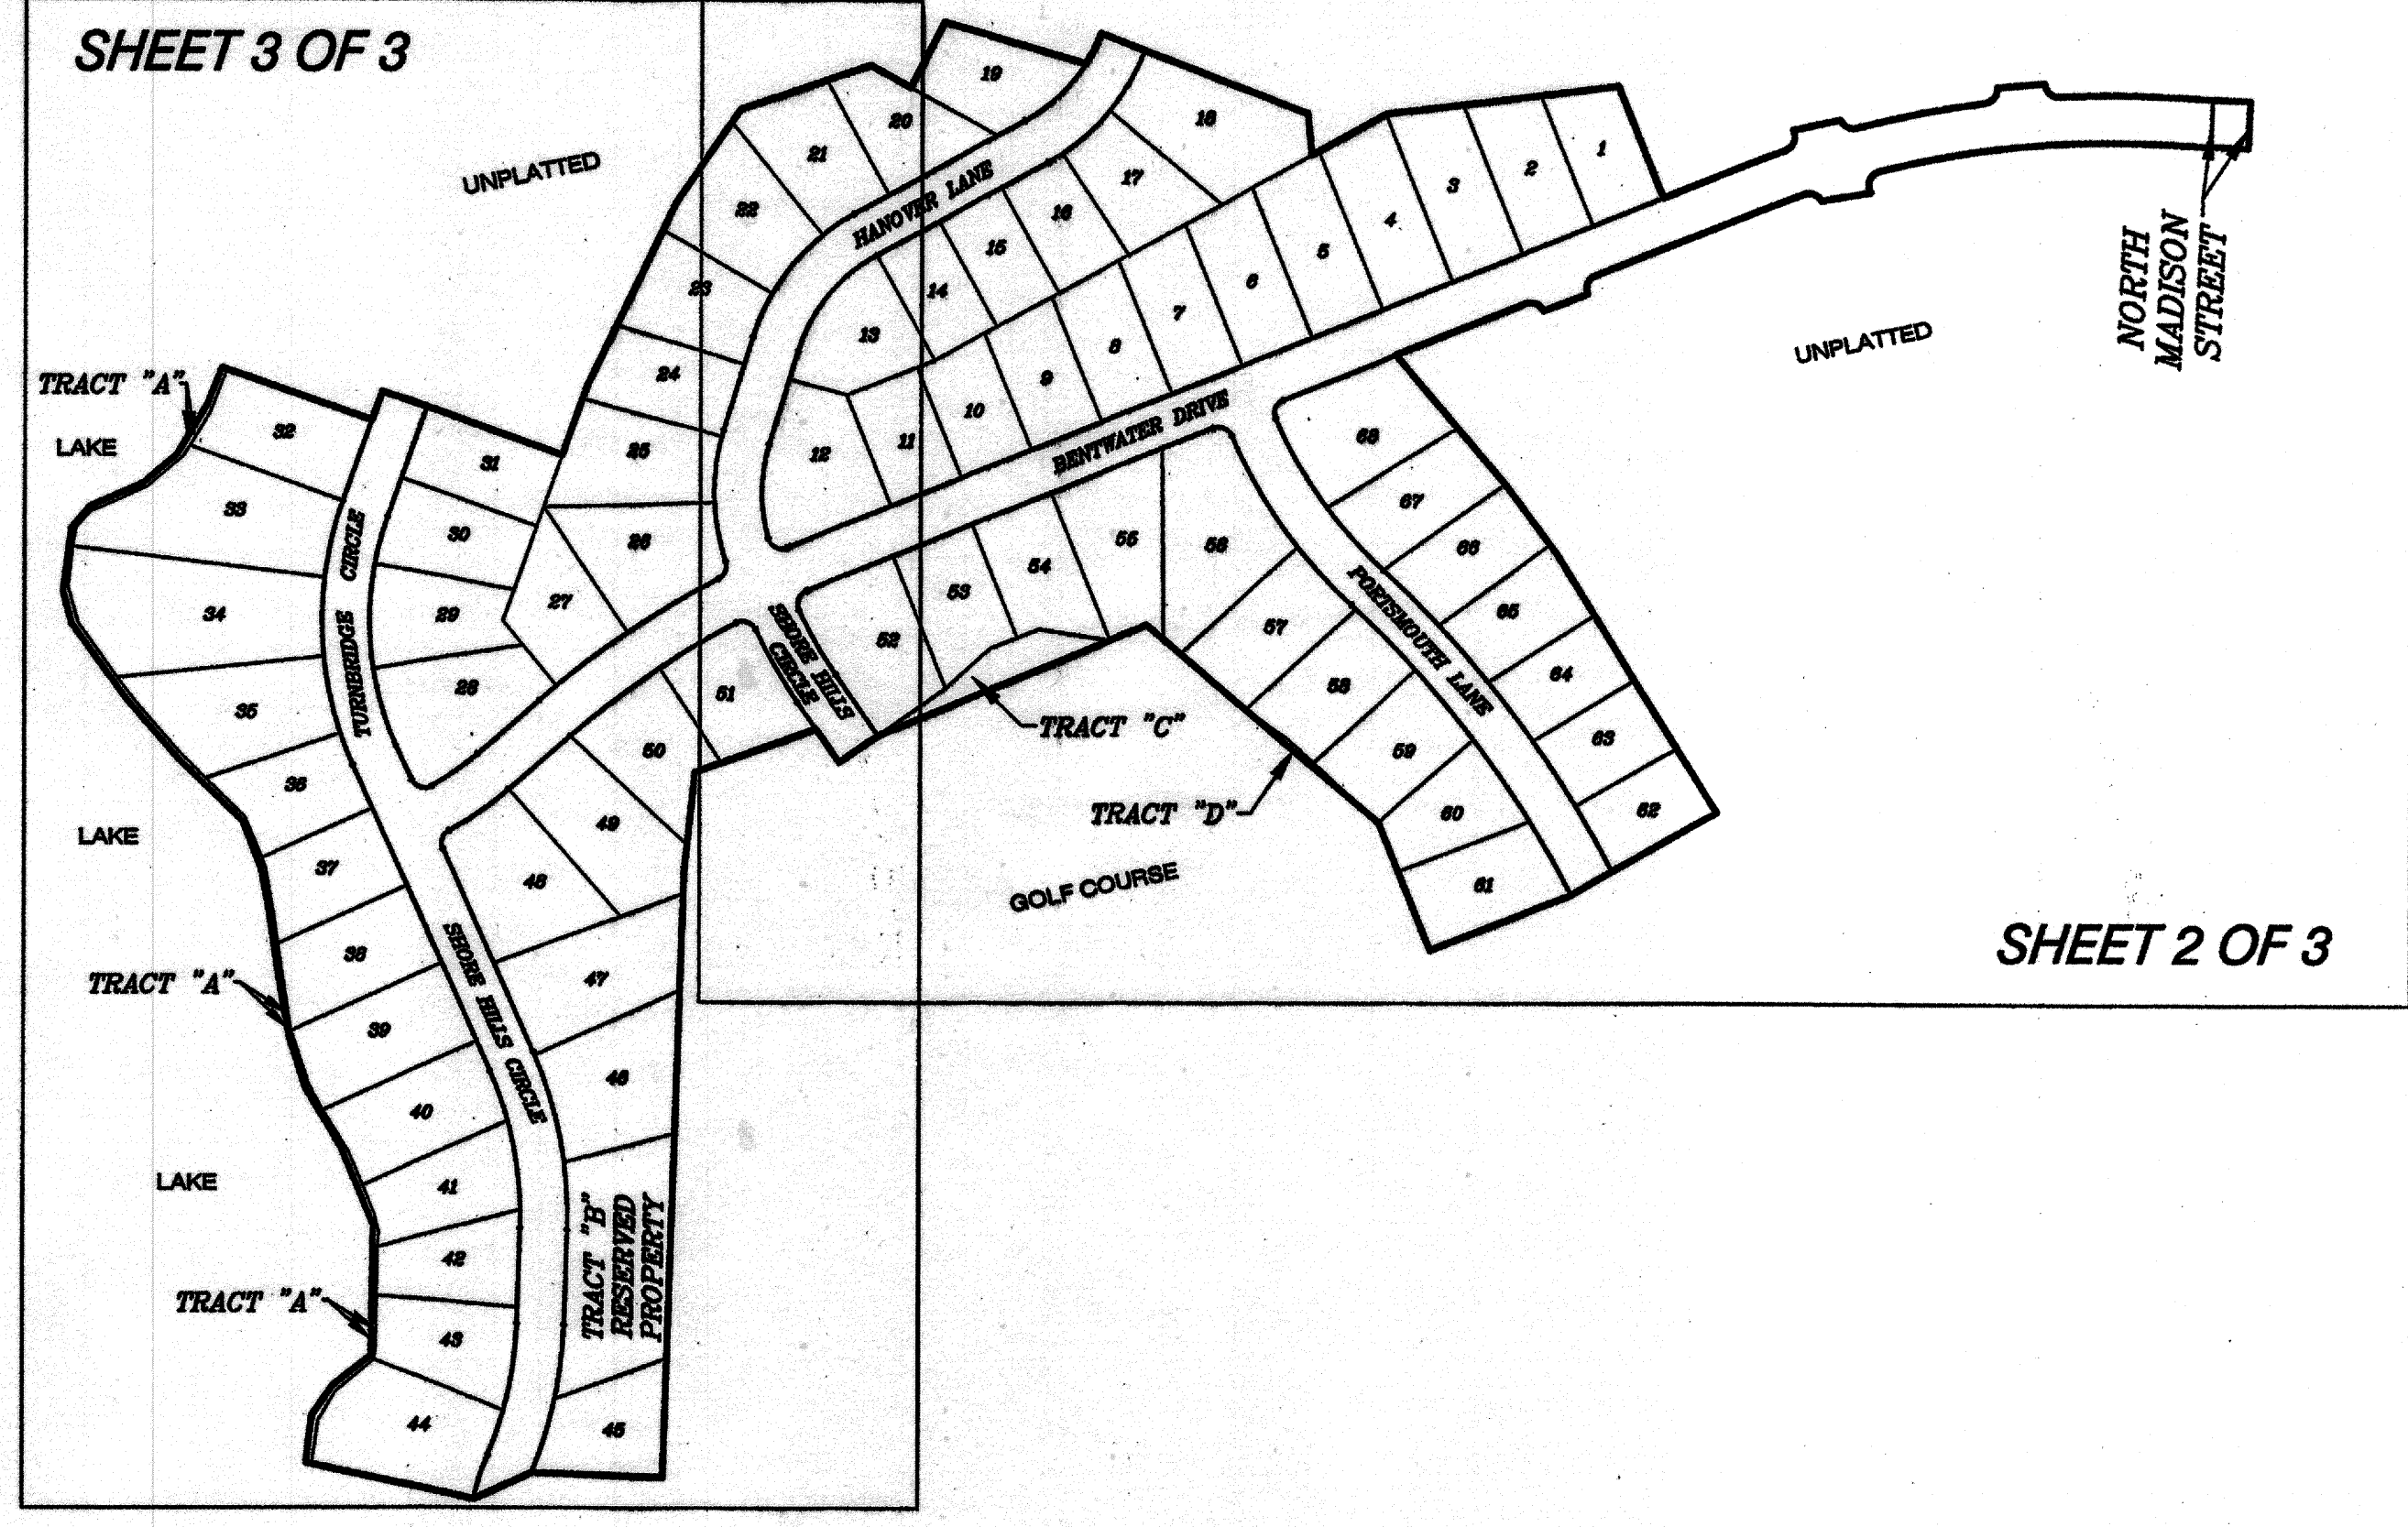 SHEET 3 OF 3
19
18
20
21
UNPLATTED
1
2
3
17
22
HANOVER LANE
16
4
15
5
NORTH
MADISON
STREET
23
14
6
7
13
8
UNPLATTED
24
9
TRACT "A"
10
32
LAKE
31
25
12
11
BENTWATER DRIVE
68
33
30
26
67
TURNBRIDGE CIRCLE
55
56
66
54
53
34
29
27
SHORE HILLS
CIRCLE
52
57
PORTSMOUTH LANE
65
28
51
58
64
35
50
TRACT "C"
59
63
36
49
TRACT "D"
60
62
LAKE
37
48
GOLF COURSE
61
38
SHORE HILLS CIRCLE
SHEET 2 OF 3
TRACT "A"
47
39
46
40
LAKE
41
42
TRACT "B"
RESERVED
PROPERTY
TRACT "A"
43
44
45